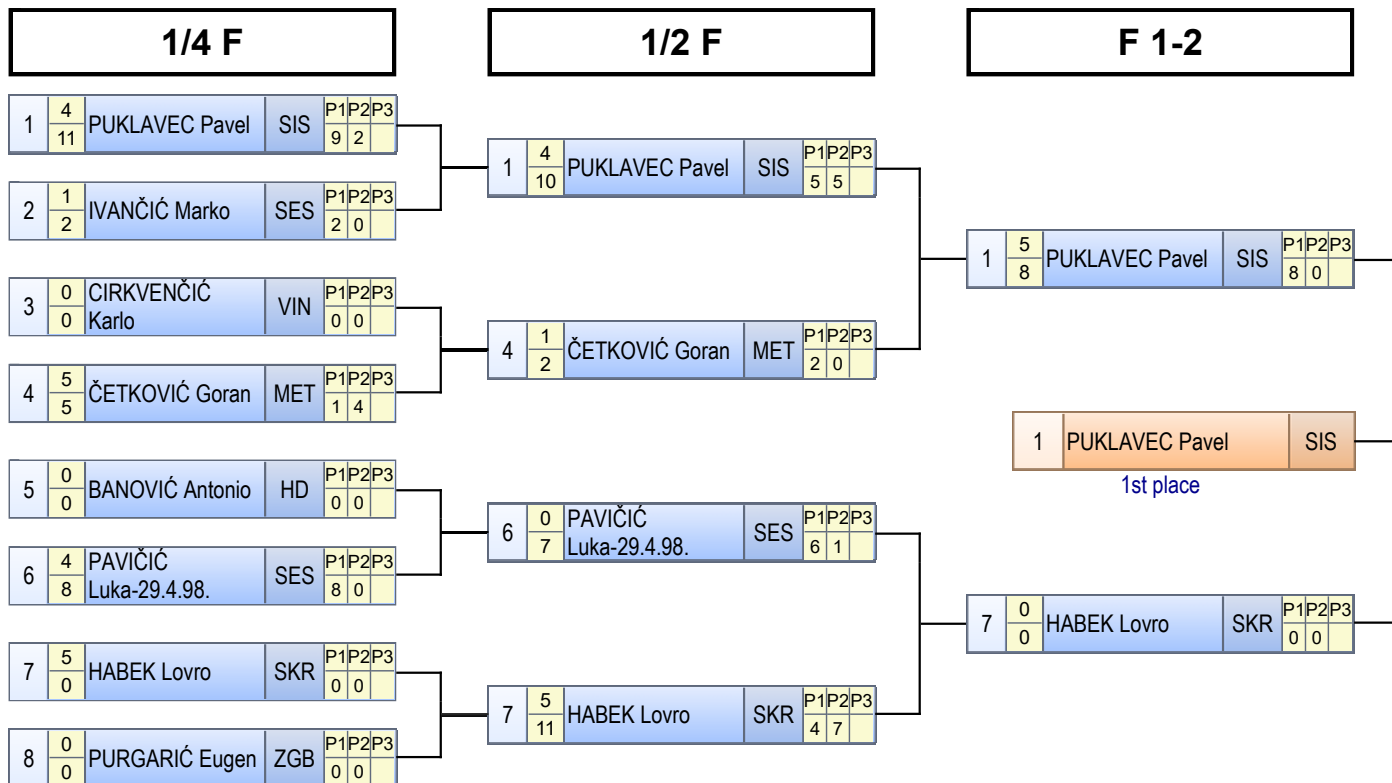 1/4 F
1/2 F
F 1-2
1 4 11 PUKLAVEC Pavel SIS P1 P2 P3 9 2
2 1 2 IVANČIĆ Marko SES P1 P2 P3 2 0
3 0 0 CIRKVENČIĆ
Karlo VIN P1 P2 P3 0 0
4 5 5 ČETKOVIĆ Goran MET P1 P2 P3 1 4
5 0 0 BANOVIĆ Antonio HD P1 P2 P3 0 0
6 4 8 PAVIČIĆ
Luka-29.4.98. SES P1 P2 P3 8 0
7 5 0 HABEK Lovro SKR P1 P2 P3 0 0
8 0 0 PURGARIĆ Eugen ZGB P1 P2 P3 0 0
1 4 10 PUKLAVEC Pavel SIS P1 P2 P3 5 5
4 1 2 ČETKOVIĆ Goran MET P1 P2 P3 2 0
6 0 7 PAVIČIĆ
Luka-29.4.98. SES P1 P2 P3 6 1
7 5 11 HABEK Lovro SKR P1 P2 P3 4 7
1 5 8 PUKLAVEC Pavel SIS P1 P2 P3 8 0
1 PUKLAVEC Pavel SIS
1st place
7 0 0 HABEK Lovro SKR P1 P2 P3 0 0